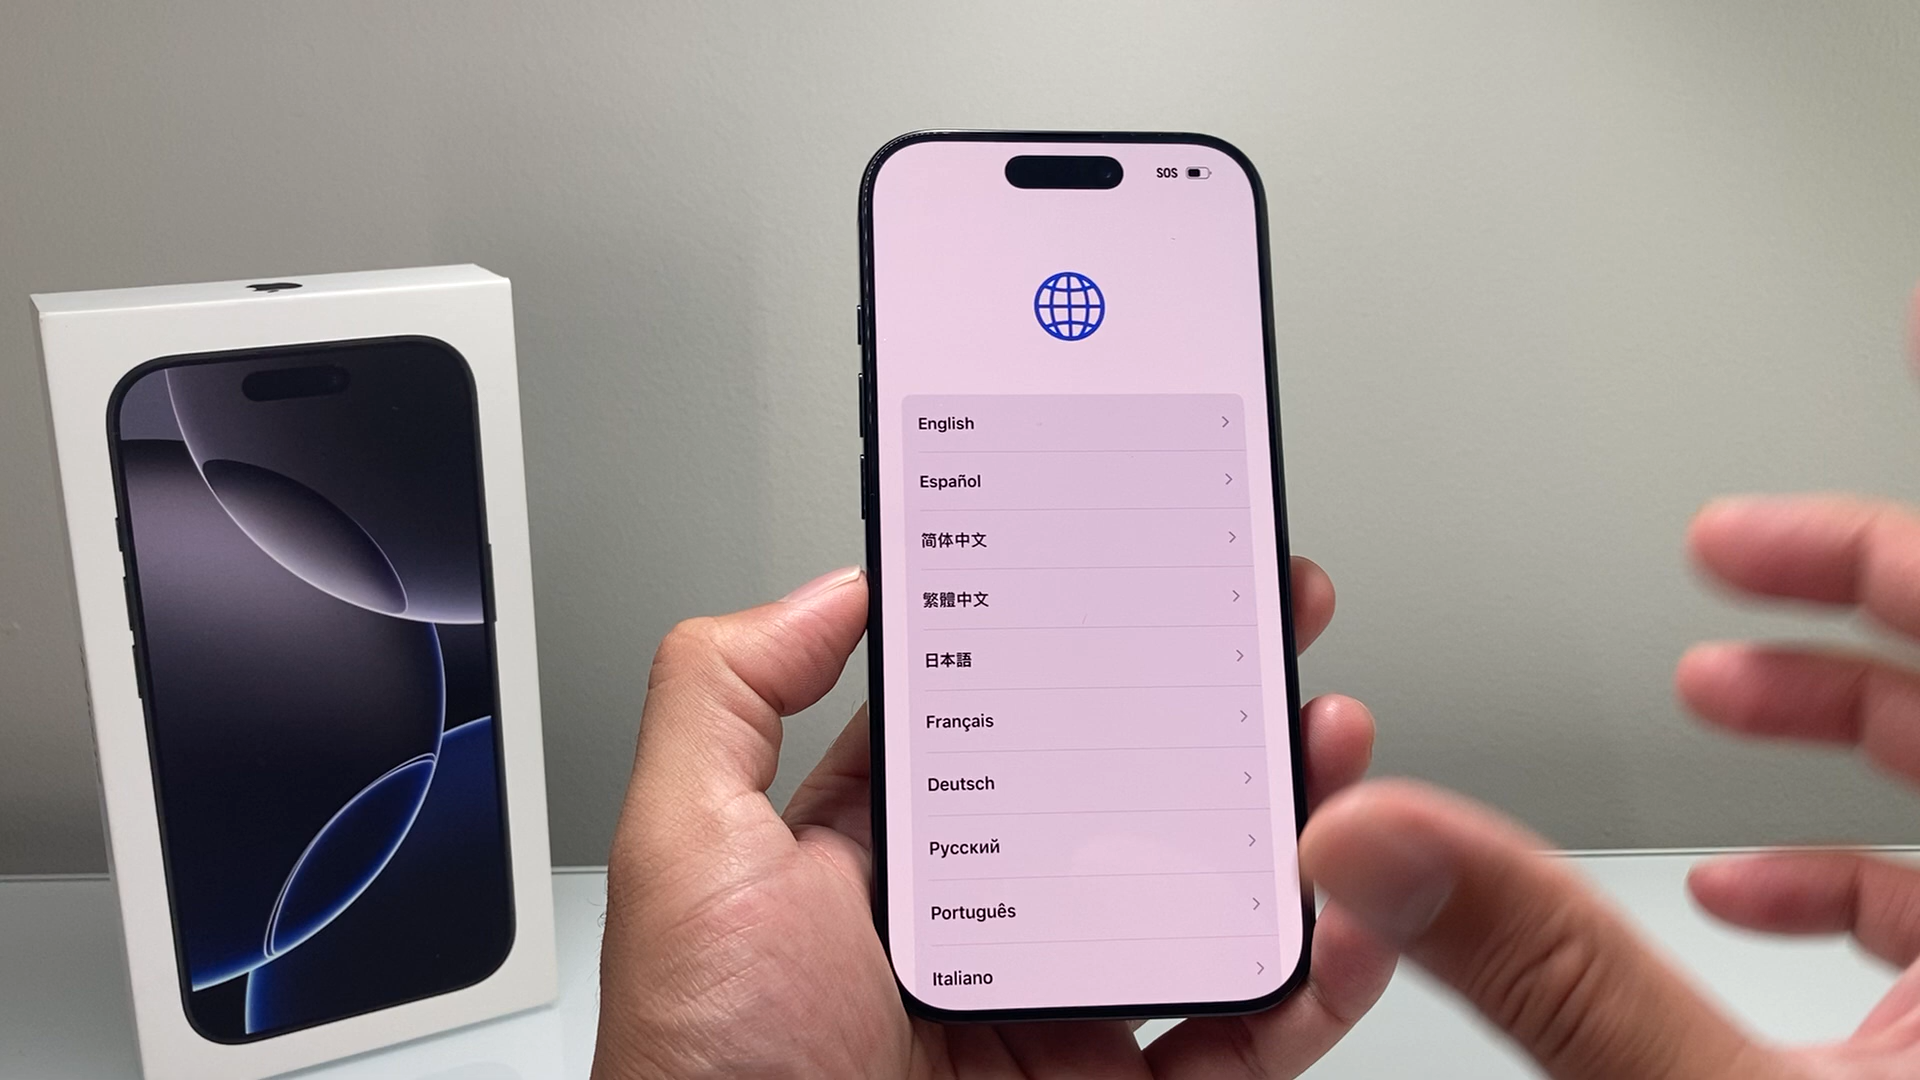 SOS
English
Español
简体中文
繁體中文
日本語
Français
Deutsch
Русский
Português
Italiano